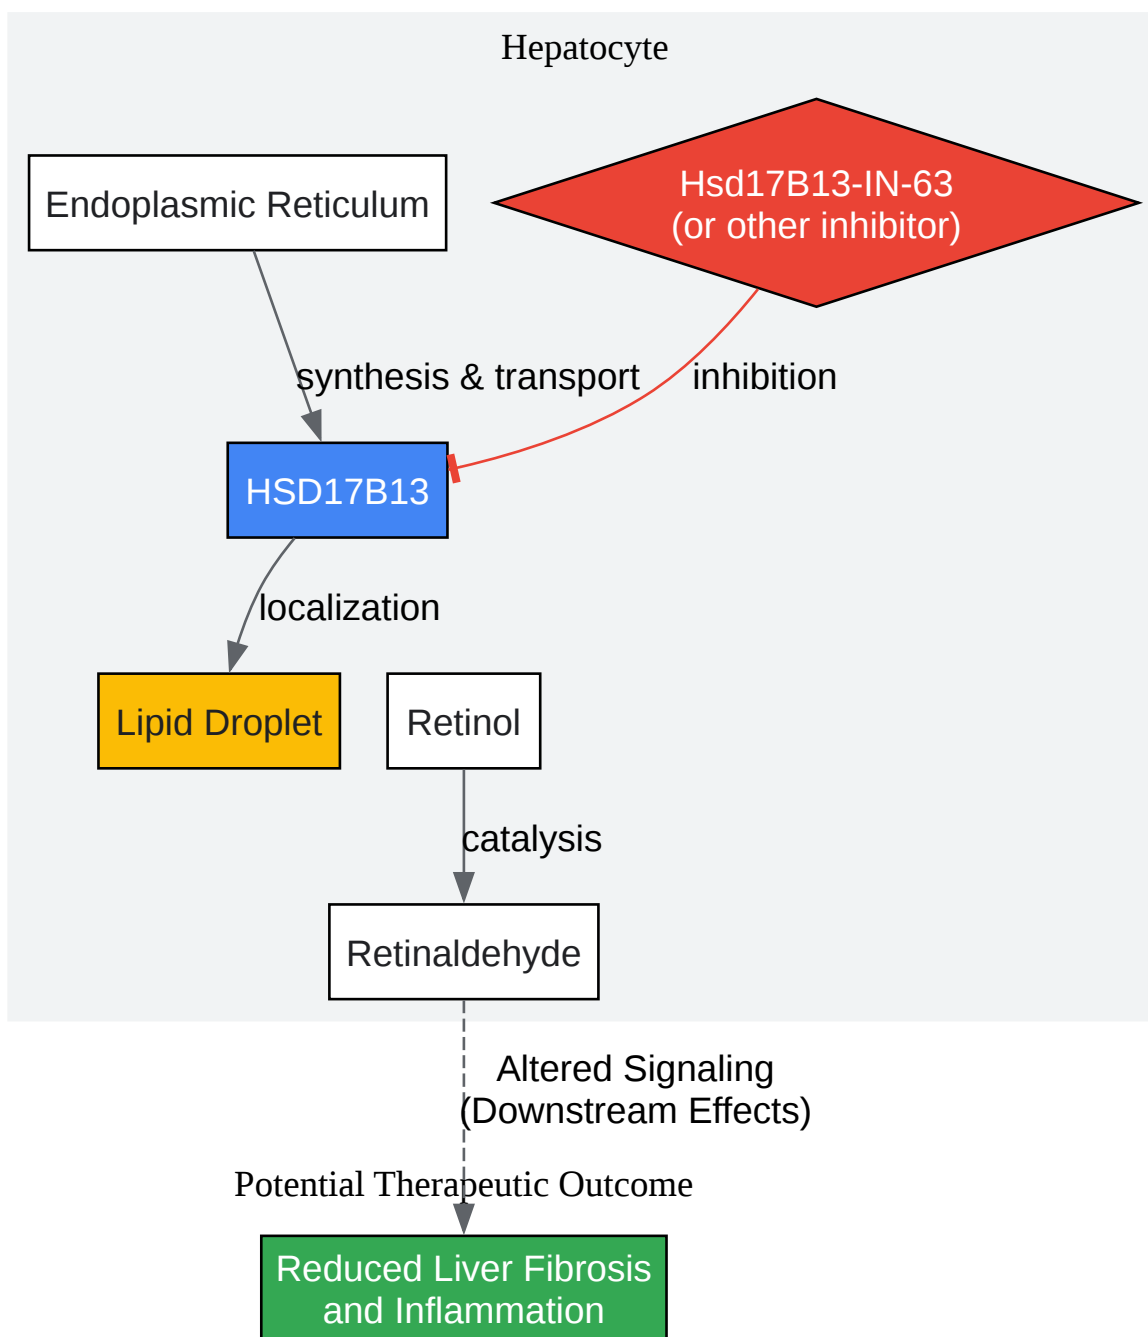 Hepatocyte
Endoplasmic Reticulum
Hsd17B13-IN-63
(or other inhibitor)
synthesis & transport
inhibition
HSD17B13
localization
Lipid Droplet
Retinol
catalysis
Retinaldehyde
Altered Signaling
(Downstream Effects)
Potential Therapeutic Outcome
Reduced Liver Fibrosis
and Inflammation